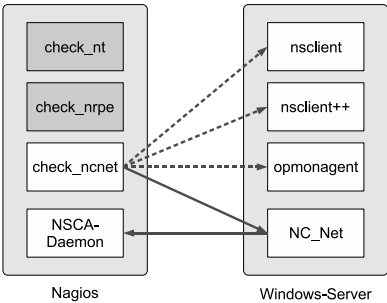 check_nt
nsclient
check_nrpe
nsclient++
check_ncnet
opmonagent
NSCA-
Daemon
NC_Net
Nagios
Windows-Server